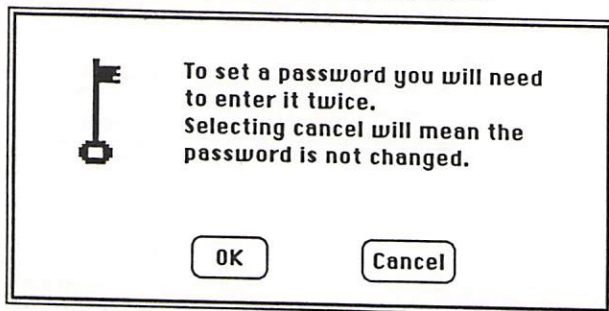 To set a password you will need
to enter it twice.
Selecting cancel will mean the
password is not changed.
OK
Cancel